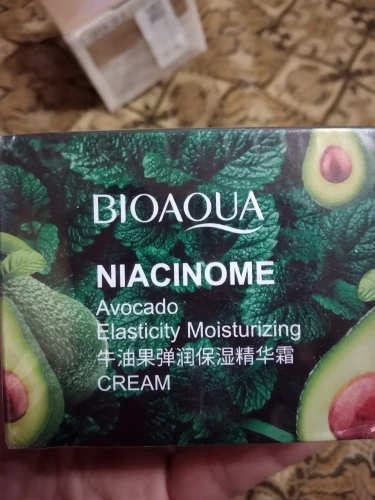 BIOAQUA
NIACINOME
Avocado
Elasticity Moisturizing
牛油果弹润保湿精华霜
CREAM